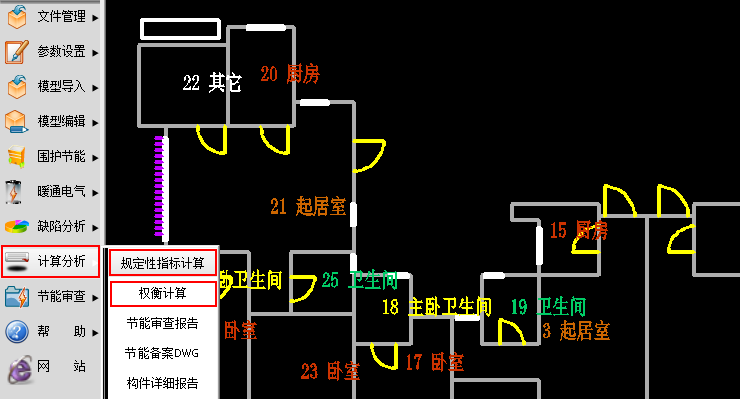 文件管理
参数设置
模型导入
模型编辑
围护节能
暖通电气
缺陷分析
计算分析
节能审查
帮 助
网 站
规定性指标计算
权衡计算
节能审查报告
节能备案DWG
构件详细报告
22 其它
20 厨房
21 起居室
15 厨房
卧卫生间
25 卫生间
18 主卧卫生间
19 卫生间
卧室
3 起居室
23 卧室
17 卧室